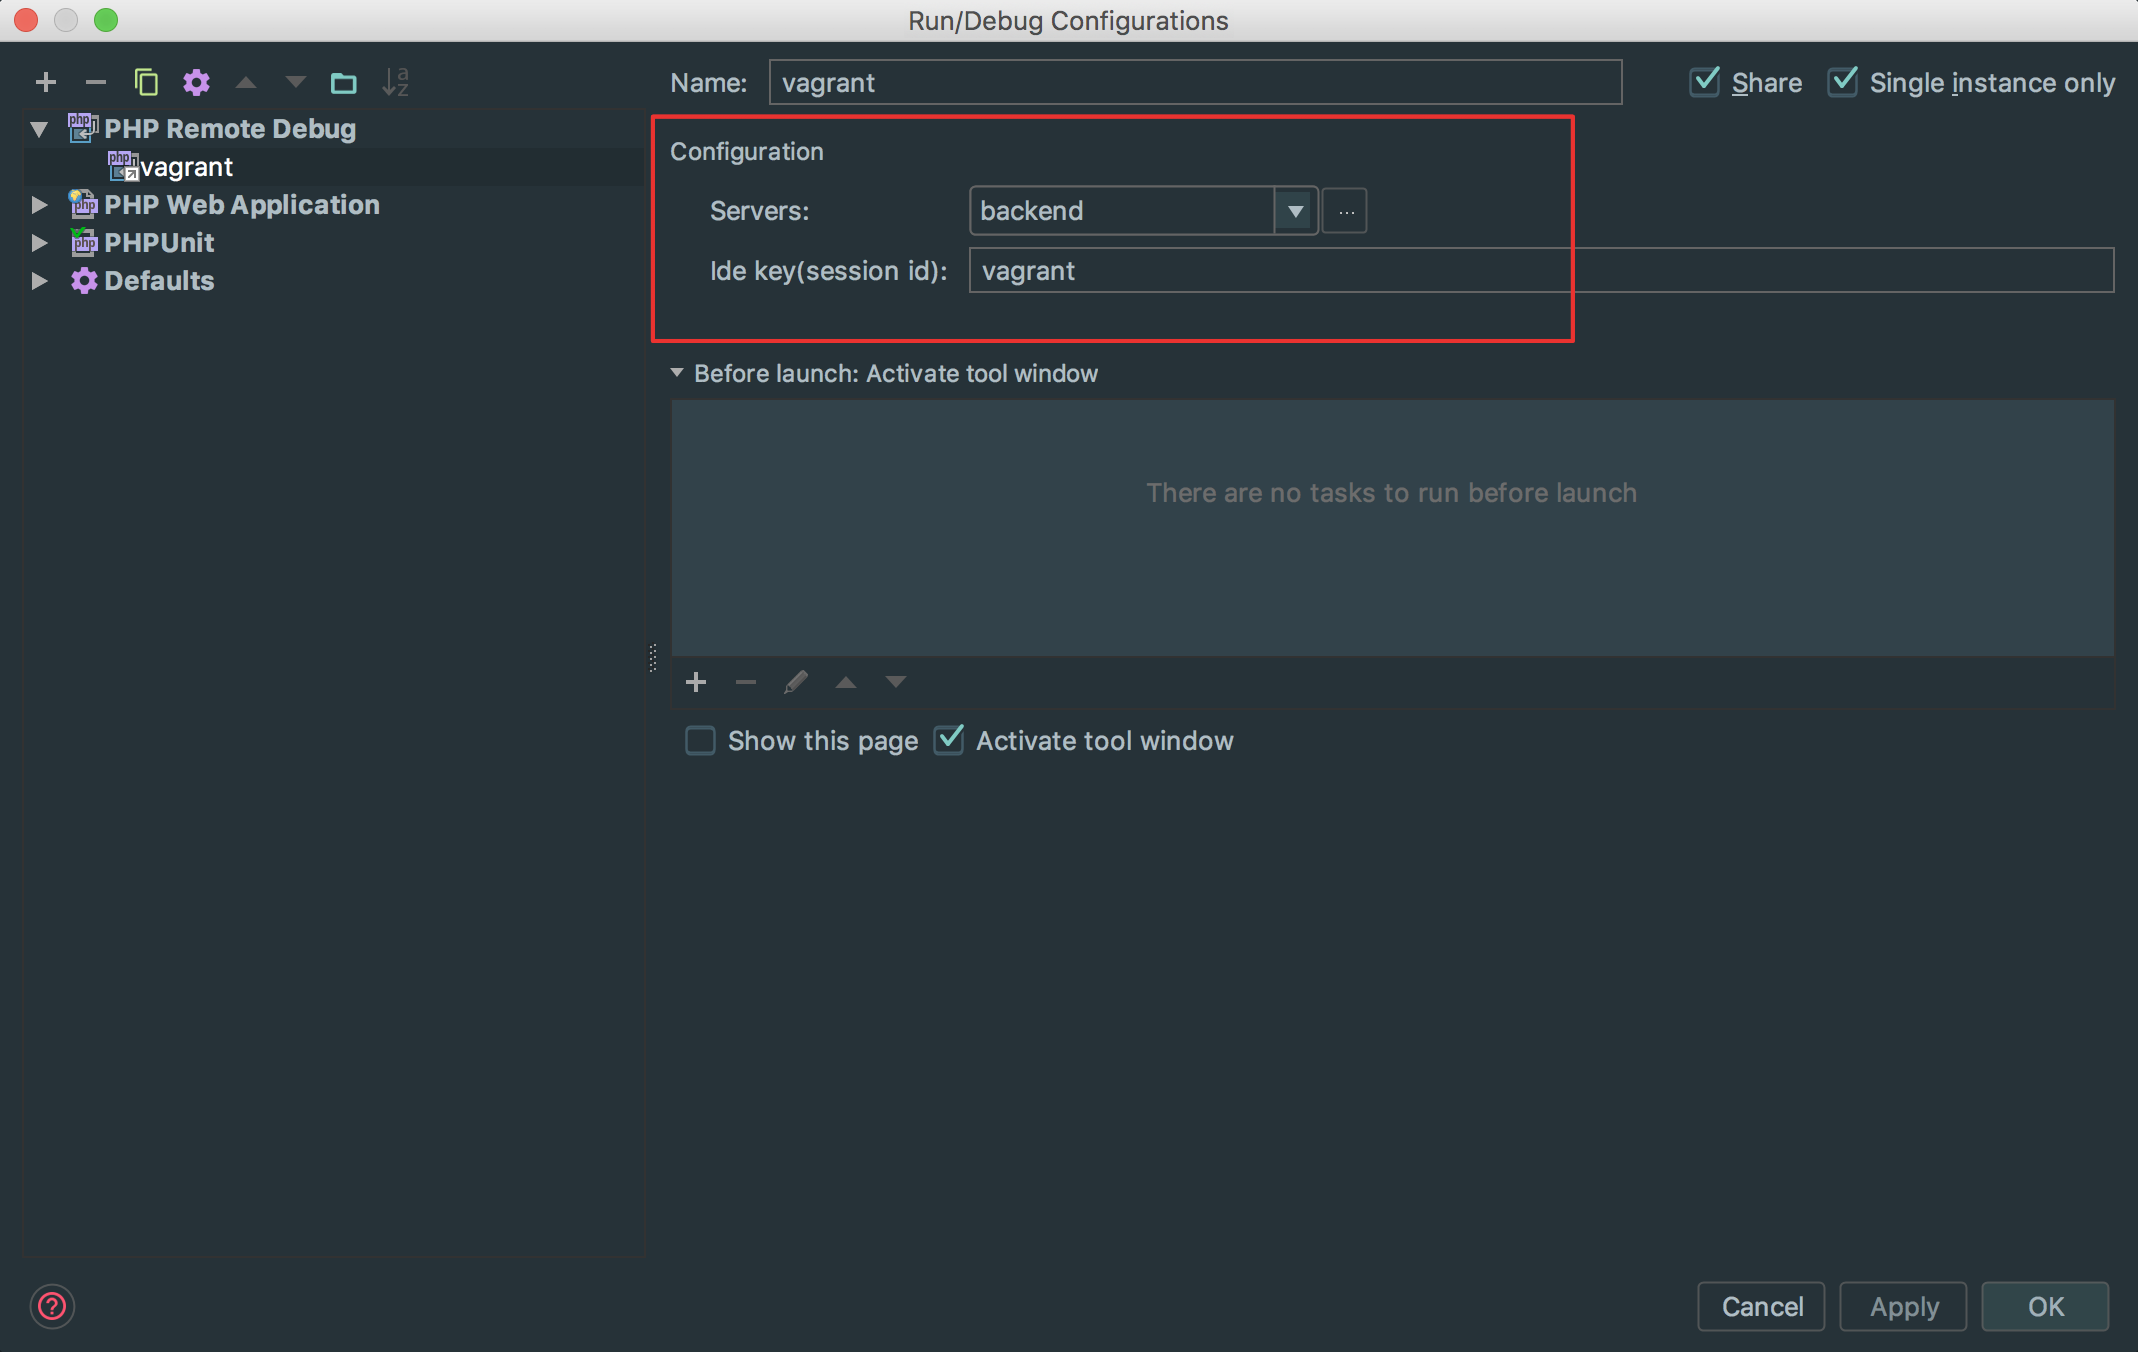 Run/Debug Configurations
Name: vagrant
Share
Single instance only
PHP Remote Debug
vagrant
PHP Web Application
PHPUnit
Defaults
Configuration
Servers: backend ...
Ide key(session id): vagrant
Before launch: Activate tool window
There are no tasks to run before launch
Show this page
Activate tool window
Cancel
Apply
OK